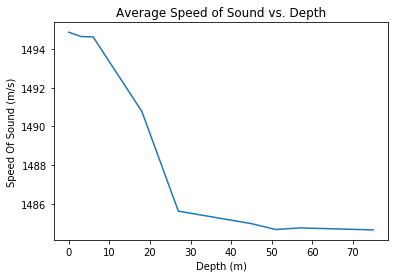 Average Speed of Sound vs. Depth
Speed Of Sound (m/s)
1494
1492
1490
1488
1486
0 10 20 30 40 50 60 70
Depth (m)